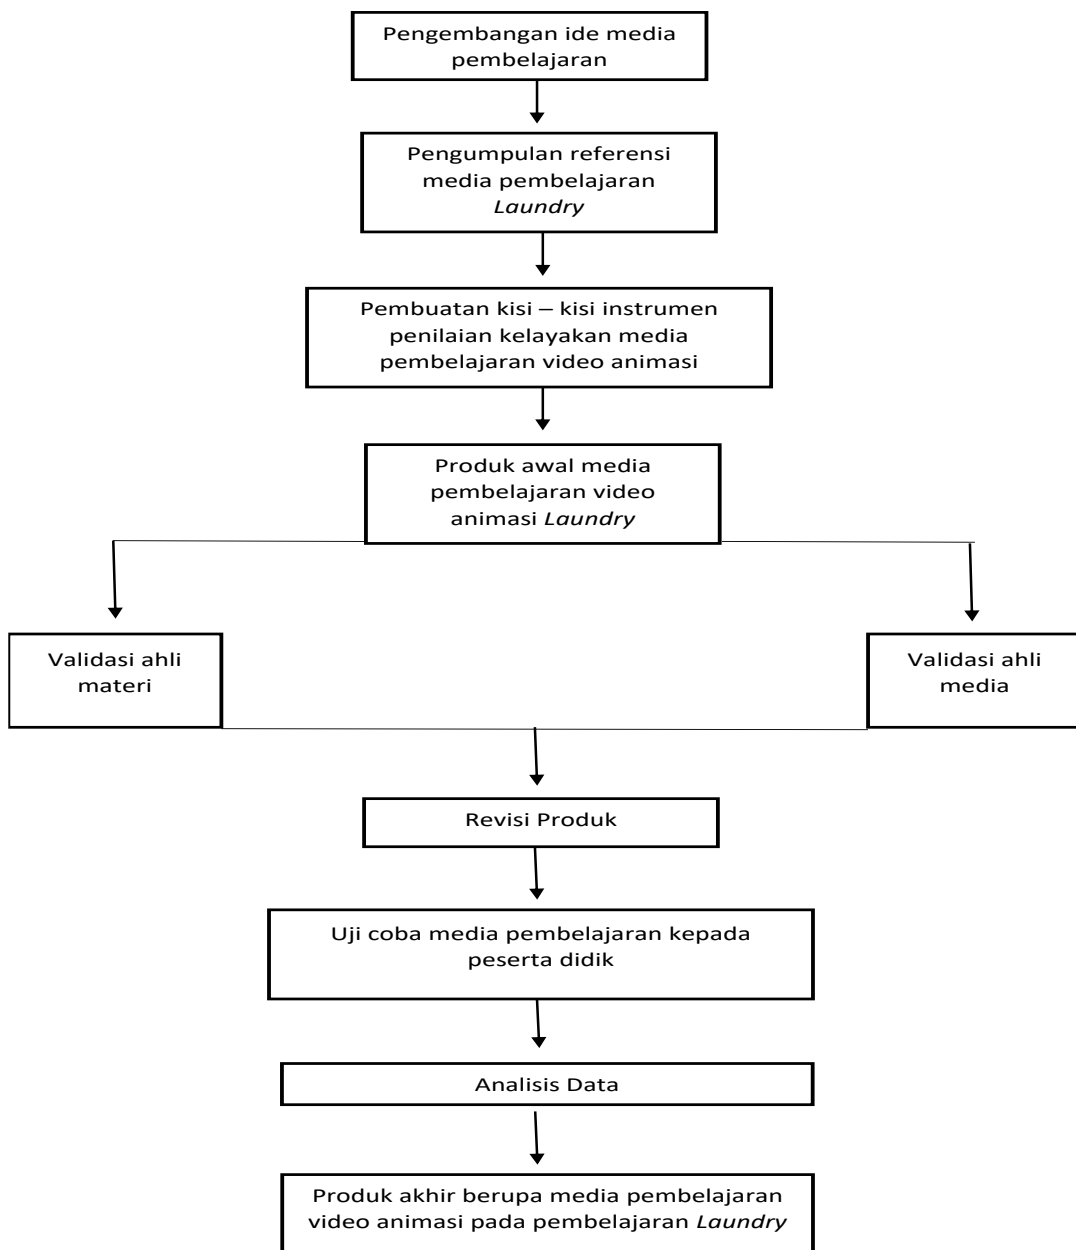 Pengembangan ide media
pembelajaran
Pengumpulan referensi
media pembelajaran
Laundry
Pembuatan kisi – kisi instrumen
penilaian kelayakan media
pembelajaran video animasi
Produk awal media
pembelajaran video
animasi Laundry
Validasi ahli
materi
Validasi ahli
media
Revisi Produk
Uji coba media pembelajaran kepada
peserta didik
Analisis Data
Produk akhir berupa media pembelajaran
video animasi pada pembelajaran Laundry